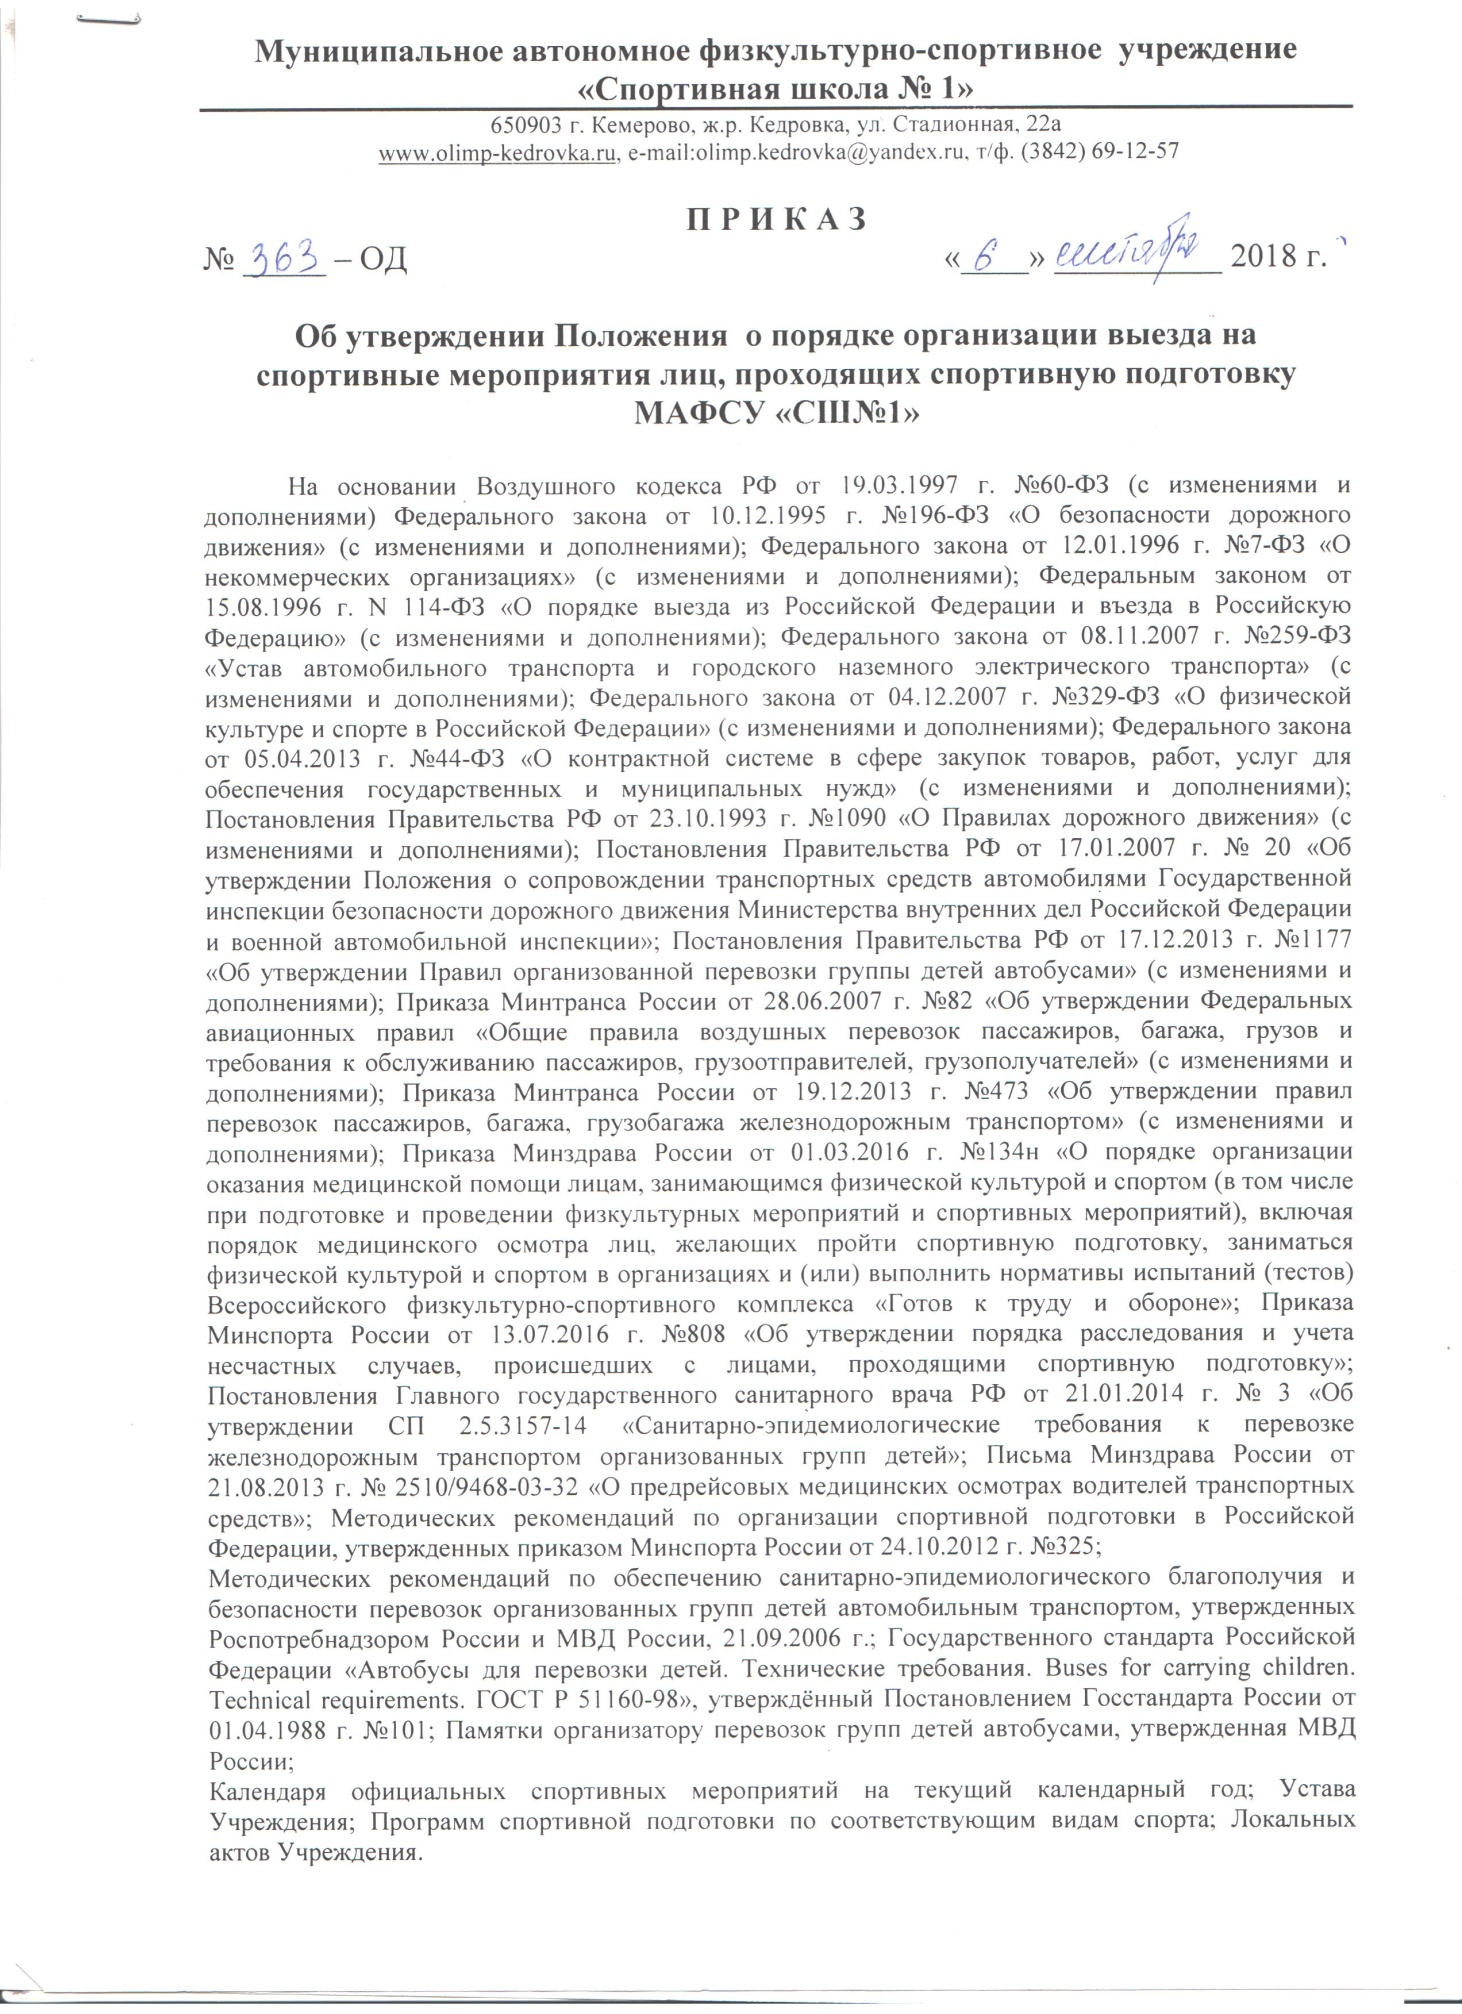 Муниципальное автономное физкультурно-спортивное учреждение
«Спортивная школа № 1»
650903 г. Кемерово, ж.р. Кедровка, ул. Стадионная, 22а
www.olimp-kedrovka.ru, e-mail:olimp.kedrovka@yandex.ru, т/ф. (3842) 69-12-57
П Р И К А З
№ 363 – ОД «6» сентября 2018 г.
Об утверждении Положения о порядке организации выезда на
спортивные мероприятия лиц, проходящих спортивную подготовку
МАФСУ «СШ№1»
На основании Воздушного кодекса РФ от 19.03.1997 г. №60-ФЗ (с изменениями и
дополнениями) Федерального закона от 10.12.1995 г. №196-ФЗ «О безопасности дорожного
движения» (с изменениями и дополнениями); Федерального закона от 12.01.1996 г. №7-ФЗ «О
некоммерческих организациях» (с изменениями и дополнениями); Федеральным законом от
15.08.1996 г. N 114-ФЗ «О порядке выезда из Российской Федерации и въезда в Российскую
Федерацию» (с изменениями и дополнениями); Федерального закона от 08.11.2007 г. №259-ФЗ
«Устав автомобильного транспорта и городского наземного электрического транспорта» (с
изменениями и дополнениями); Федерального закона от 04.12.2007 г. №329-ФЗ «О физической
культуре и спорте в Российской Федерации» (с изменениями и дополнениями); Федерального закона
от 05.04.2013 г. №44-ФЗ «О контрактной системе в сфере закупок товаров, работ, услуг для
обеспечения государственных и муниципальных нужд» (с изменениями и дополнениями);
Постановления Правительства РФ от 23.10.1993 г. №1090 «О Правилах дорожного движения» (с
изменениями и дополнениями); Постановления Правительства РФ от 17.01.2007 г. № 20 «Об
утверждении Положения о сопровождении транспортных средств автомобилями Государственной
инспекции безопасности дорожного движения Министерства внутренних дел Российской Федерации
и военной автомобильной инспекции»; Постановления Правительства РФ от 17.12.2013 г. №1177
«Об утверждении Правил организованной перевозки группы детей автобусами» (с изменениями и
дополнениями); Приказа Минтранса России от 28.06.2007 г. №82 «Об утверждении Федеральных
авиационных правил «Общие правила воздушных перевозок пассажиров, багажа, грузов и
требования к обслуживанию пассажиров, грузоотправителей, грузополучателей» (с изменениями и
дополнениями); Приказа Минтранса России от 19.12.2013 г. №473 «Об утверждении правил
перевозок пассажиров, багажа, грузобагажа железнодорожным транспортом» (с изменениями и
дополнениями); Приказа Минздрава России от 01.03.2016 г. №134н «О порядке организации
оказания медицинской помощи лицам, занимающимся физической культурой и спортом (в том числе
при подготовке и проведении физкультурных мероприятий и спортивных мероприятий), включая
порядок медицинского осмотра лиц, желающих пройти спортивную подготовку, заниматься
физической культурой и спортом в организациях и (или) выполнить нормативы испытаний (тестов)
Всероссийского физкультурно-спортивного комплекса «Готов к труду и обороне»; Приказа
Минспорта России от 13.07.2016 г. №808 «Об утверждении порядка расследования и учета
несчастных случаев, происшедших с лицами, проходящими спортивную подготовку»;
Постановления Главного государственного санитарного врача РФ от 21.01.2014 г. № 3 «Об
утверждении СП 2.5.3157-14 «Санитарно-эпидемиологические требования к перевозке
железнодорожным транспортом организованных групп детей»; Письма Минздрава России от
21.08.2013 г. № 2510/9468-03-32 «О предрейсовых медицинских осмотрах водителей транспортных
средств»; Методических рекомендаций по организации спортивной подготовки в Российской
Федерации, утвержденных приказом Минспорта России от 24.10.2012 г. №325;
Методических рекомендаций по обеспечению санитарно-эпидемиологического благополучия и
безопасности перевозок организованных групп детей автомобильным транспортом, утвержденных
Роспотребнадзором России и МВД России, 21.09.2006 г.; Государственного стандарта Российской
Федерации «Автобусы для перевозки детей. Технические требования. Buses for carrying children.
Technical requirements. ГОСТ Р 51160-98», утверждённый Постановлением Госстандарта России от
01.04.1988 г. №101; Памятки организатору перевозок групп детей автобусами, утвержденная МВД
России;
Календаря официальных спортивных мероприятий на текущий календарный год; Устава
Учреждения; Программ спортивной подготовки по соответствующим видам спорта; Локальных
актов Учреждения.